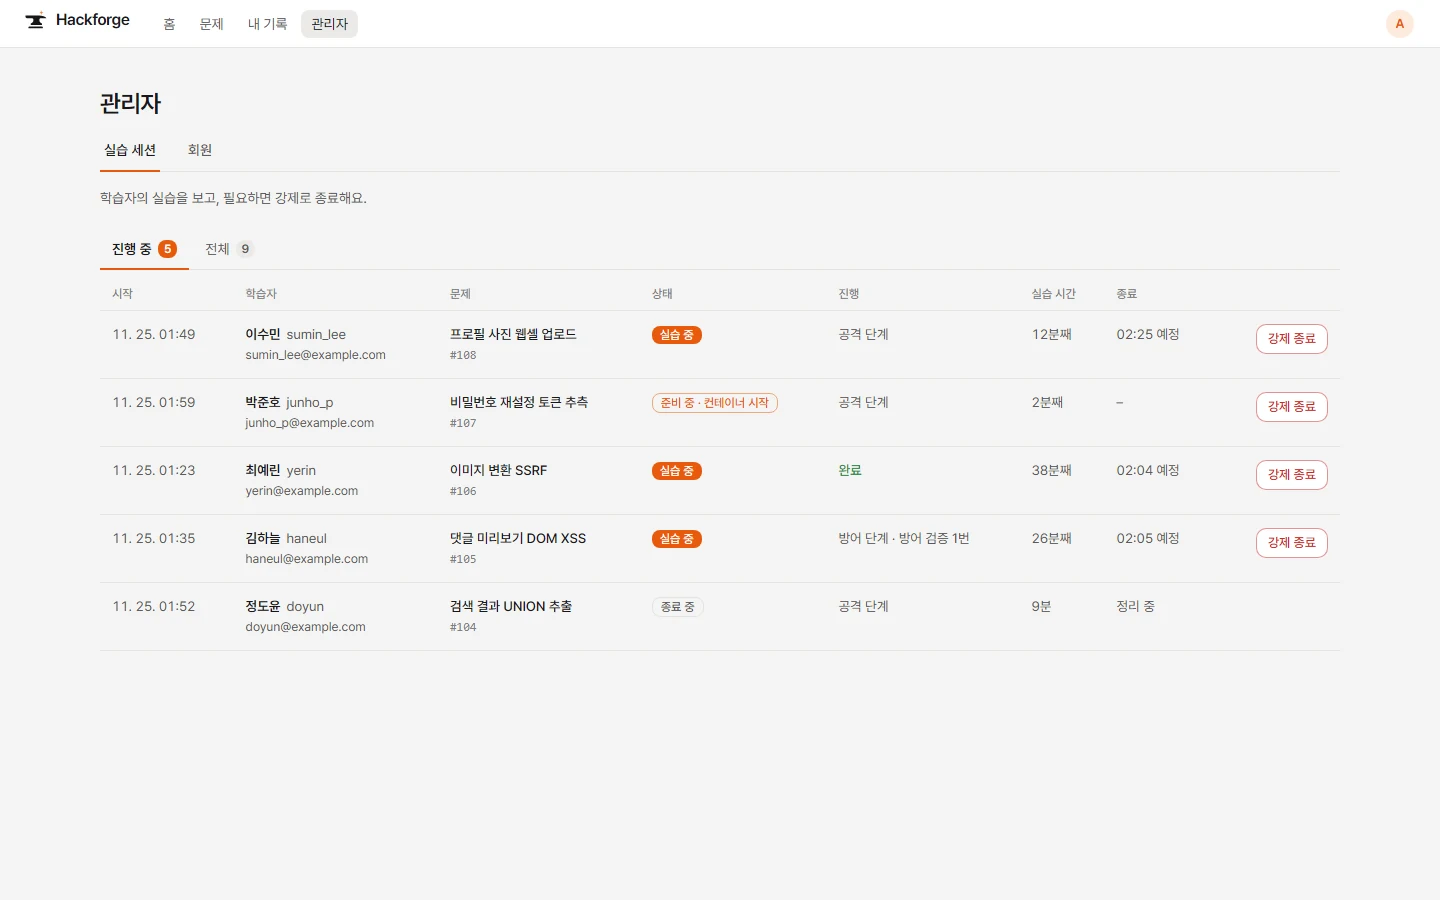 Hackforge 홈 문제 내 기록 관리자 A
관리자
실습 세션 회원
학습자의 실습을 보고, 필요하면 강제로 종료해요.
진행 중 5 전체 9
시작 학습자 문제 상태 진행 실습 시간 종료
11. 25. 01:49 이수민 sumin_lee 프로필 사진 웹셸 업로드 실습 중 공격 단계 12분째 02:25 예정 강제 종료
sumin_lee@example.com #108
11. 25. 01:59 박준호 junho_p 비밀번호 재설정 토큰 추측 준비 중 · 컨테이너 시작 공격 단계 2분째 – 강제 종료
junho_p@example.com #107
11. 25. 01:23 최예린 yerin 이미지 변환 SSRF 실습 중 완료 38분째 02:04 예정 강제 종료
yerin@example.com #106
11. 25. 01:35 김하늘 haneul 댓글 미리보기 DOM XSS 실습 중 방어 단계 · 방어 검증 1번 26분째 02:05 예정 강제 종료
haneul@example.com #105
11. 25. 01:52 정도윤 doyun 검색 결과 UNION 추출 종료 중 공격 단계 9분 정리 중
doyun@example.com #104